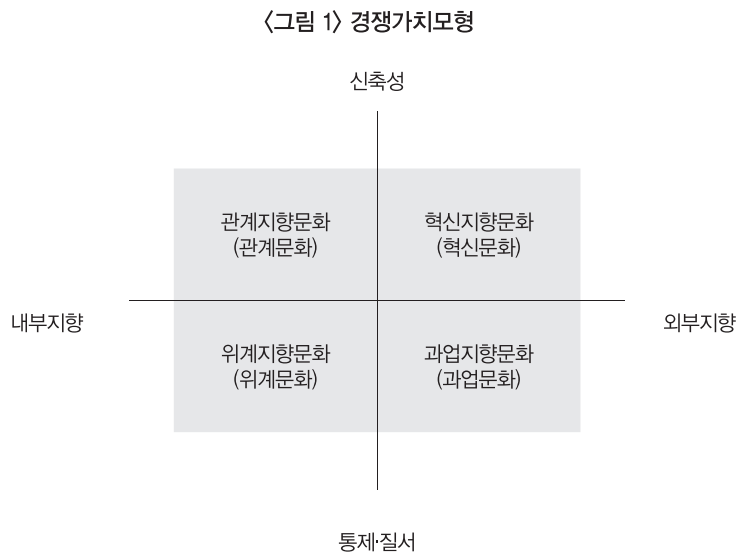 〈그림 1〉 경쟁가치모형
신축성
관계지향문화
(관계문화)
혁신지향문화
(혁신문화)
내부지향
외부지향
위계지향문화
(위계문화)
과업지향문화
(과업문화)
통제·질서